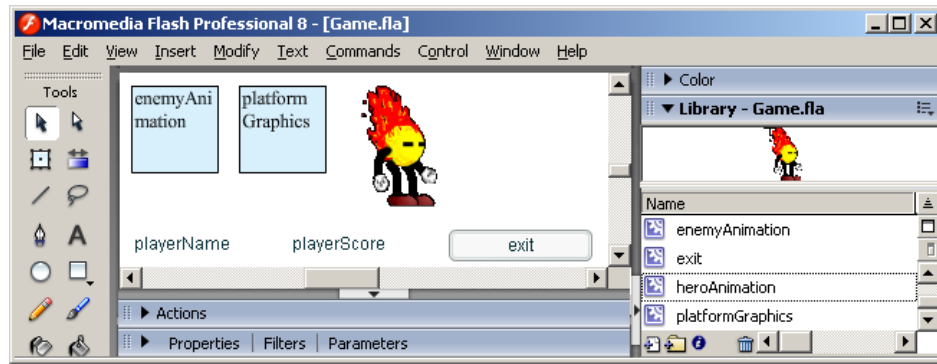 Macromedia Flash Professional 8 - [Game.fla]
File Edit View Insert Modify Text Commands Control Window Help
Tools
enemyAni
mation
platform
Graphics
playerName playerScore exit
Actions
Properties Filters Parameters
Color
Library - Game.fla
Name
enemyAnimation
exit
heroAnimation
platformGraphics